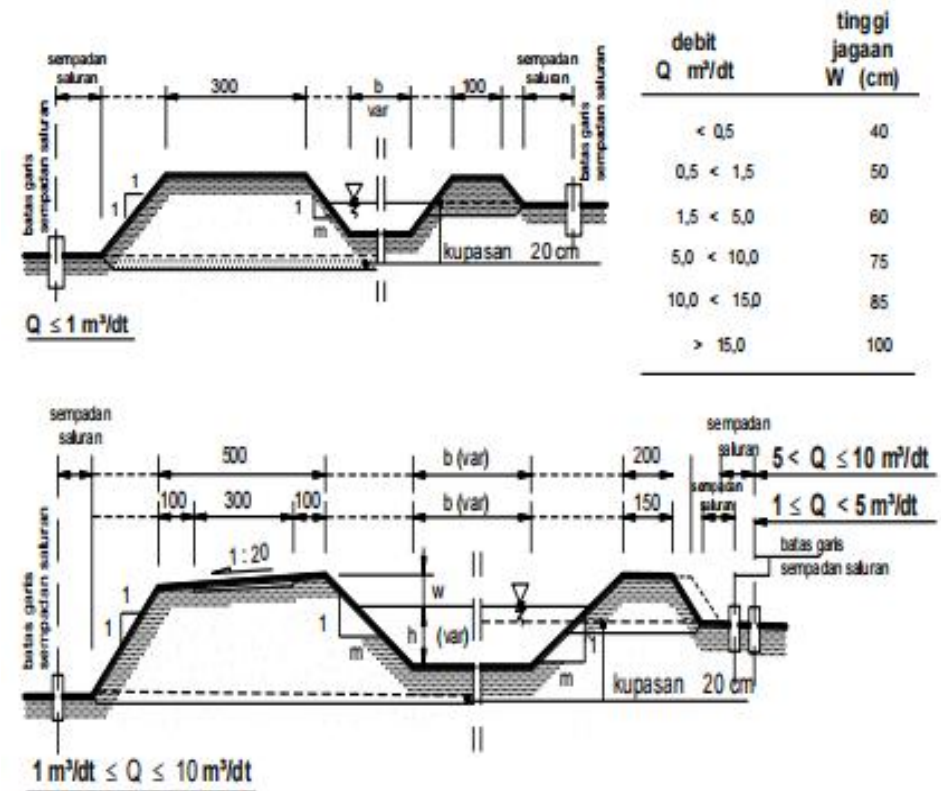 sempadan
saluran
300
b
var
100
sempadan
saluran
batas garis
sempadan saluran
batas garis
sempadan saluran
1
1
1
m
kupasan 20 cm
Q ≤ 1 m³/dt
debit
Q m³/dt
tinggi
jagaan
W (cm)
< 0,5 40
0,5 < 1,5 50
1,5 < 5,0 60
5,0 < 10,0 75
10,0 < 15,0 85
> 15,0 100
sempadan
saluran
500
b (var)
200
sempadan
saluran
5 < Q ≤ 10 m³/dt
100
300
100
b (var)
150
sempadan
saluran
1 ≤ Q < 5 m³/dt
batas garis
sempadan saluran
batas garis
sempadan saluran
1 : 20
1
1
1
m
w
h
(var)
1
m
kupasan 20 cm
1 m³/dt ≤ Q ≤ 10 m³/dt